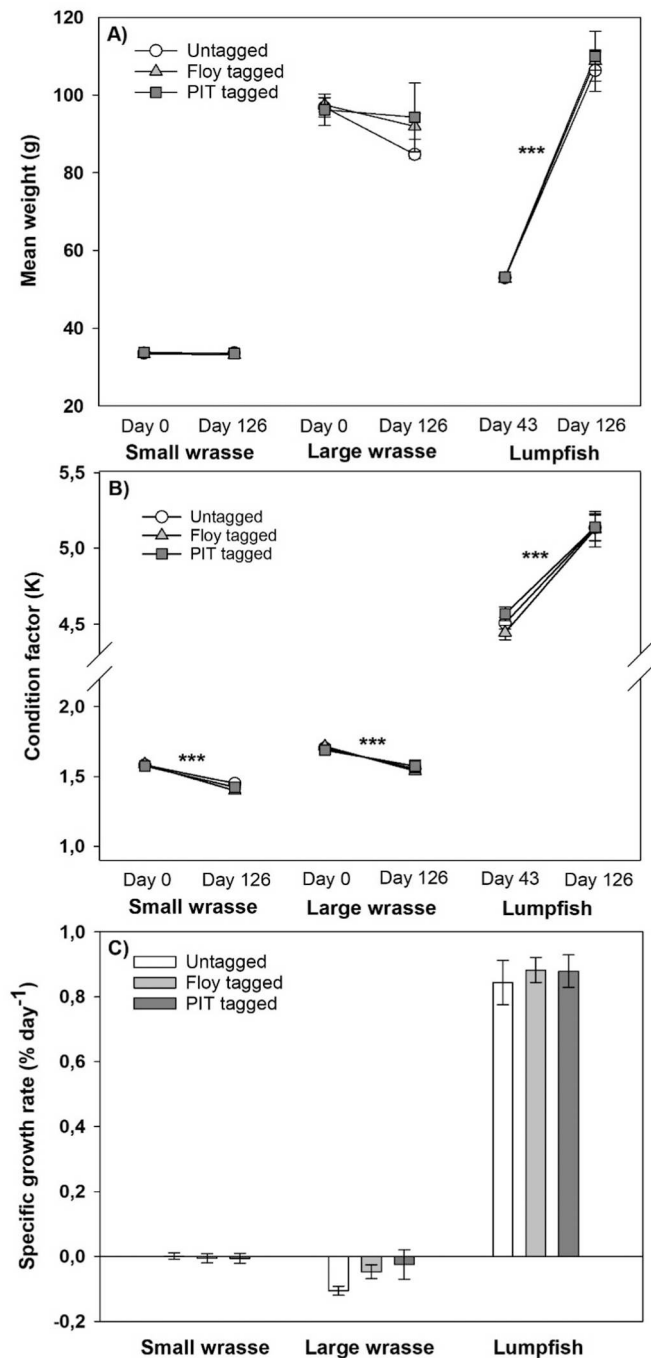 A)
Untagged
Floy tagged
PIT tagged
***
Mean weight (g)
120
100
80
60
40
20
Day 0 Day 126 Day 0 Day 126 Day 43 Day 126
Small wrasse Large wrasse Lumpfish
B)
Untagged
Floy tagged
PIT tagged
*** *** ***
Condition factor (K)
5,5
5,0
4,5
2,0
1,5
1,0
Day 0 Day 126 Day 0 Day 126 Day 43 Day 126
Small wrasse Large wrasse Lumpfish
C)
Untagged
Floy tagged
PIT tagged
Specific growth rate (% day⁻¹)
1,0
0,8
0,6
0,4
0,2
0,0
-0,2
Small wrasse Large wrasse Lumpfish